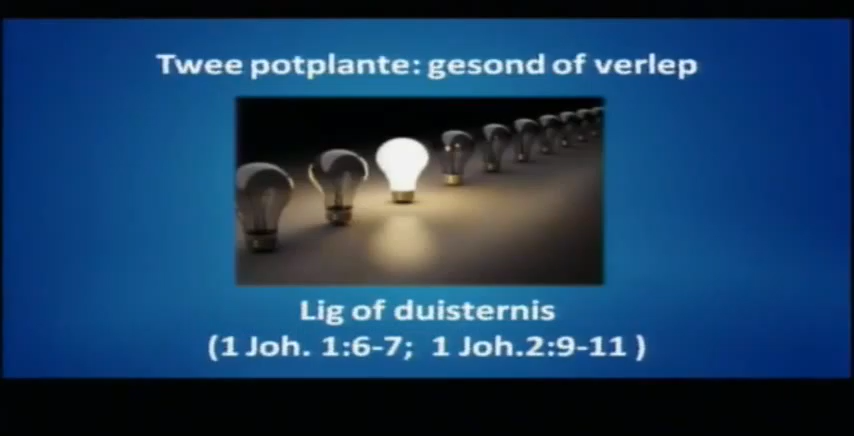 Twee potplante: gesond of verlep
Lig of duisternis
(1 Joh. 1:6-7;  1 Joh.2:9-11 )